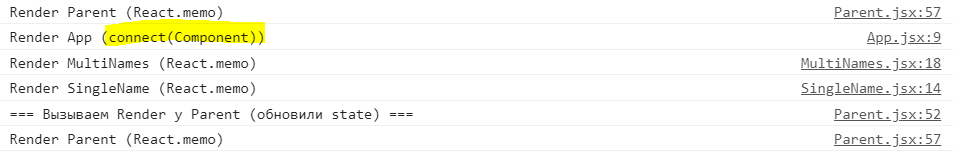 Render Parent (React.memo) Parent.jsx:57
Render App (connect(Component)) App.jsx:9
Render MultiNames (React.memo) MultiNames.jsx:18
Render SingleName (React.memo) SingleName.jsx:14
=== Вызываем Render у Parent (обновили state) === Parent.jsx:52
Render Parent (React.memo) Parent.jsx:57